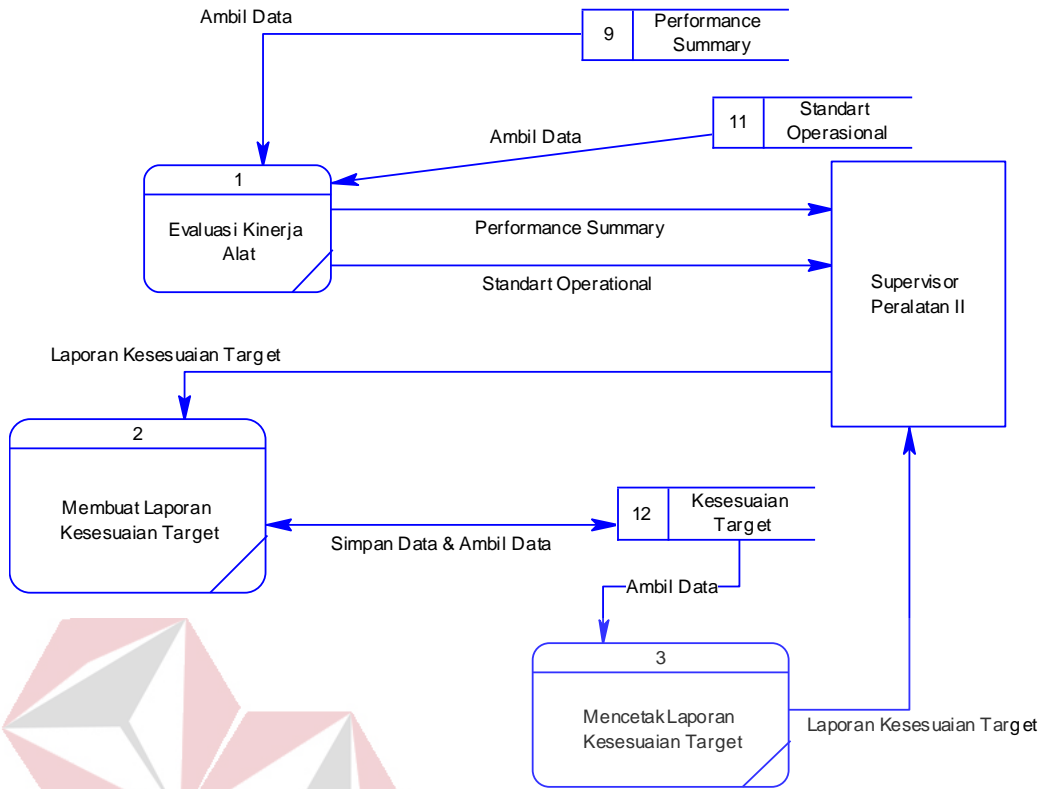 Ambil Data
9
Performance
Summary
11
Standart
Operasional
Ambil Data
1
Evaluasi Kinerja
Alat
Performance Summary
Standart Operational
Supervisor
Peralatan II
Laporan Kesesuaian Target
2
Membuat Laporan
Kesesuaian Target
12
Kesesuaian
Target
Simpan Data & Ambil Data
Ambil Data
3
Mencetak Laporan
Kesesuaian Target
Laporan Kesesuaian Target